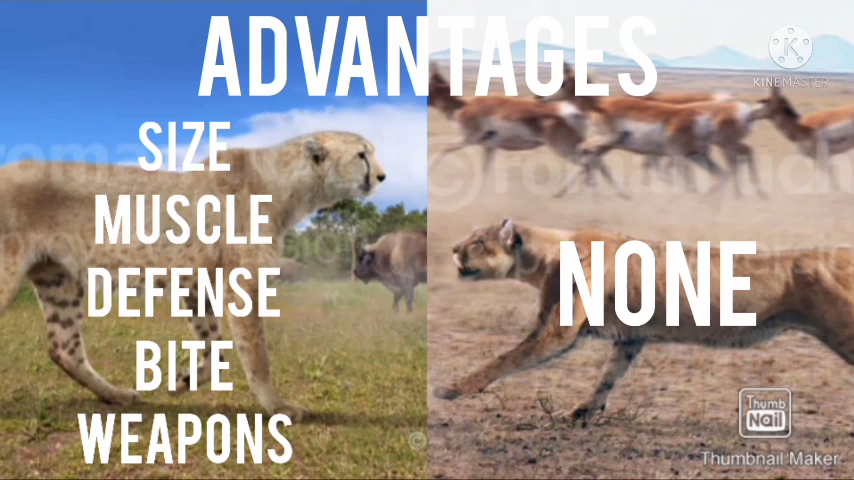 ADVANTAGES
K
KINEMASTER
SIZE
MUSCLE
DEFENSE
BITE
WEAPONS
NONE
Thumb
Nail
Thumbnail Maker